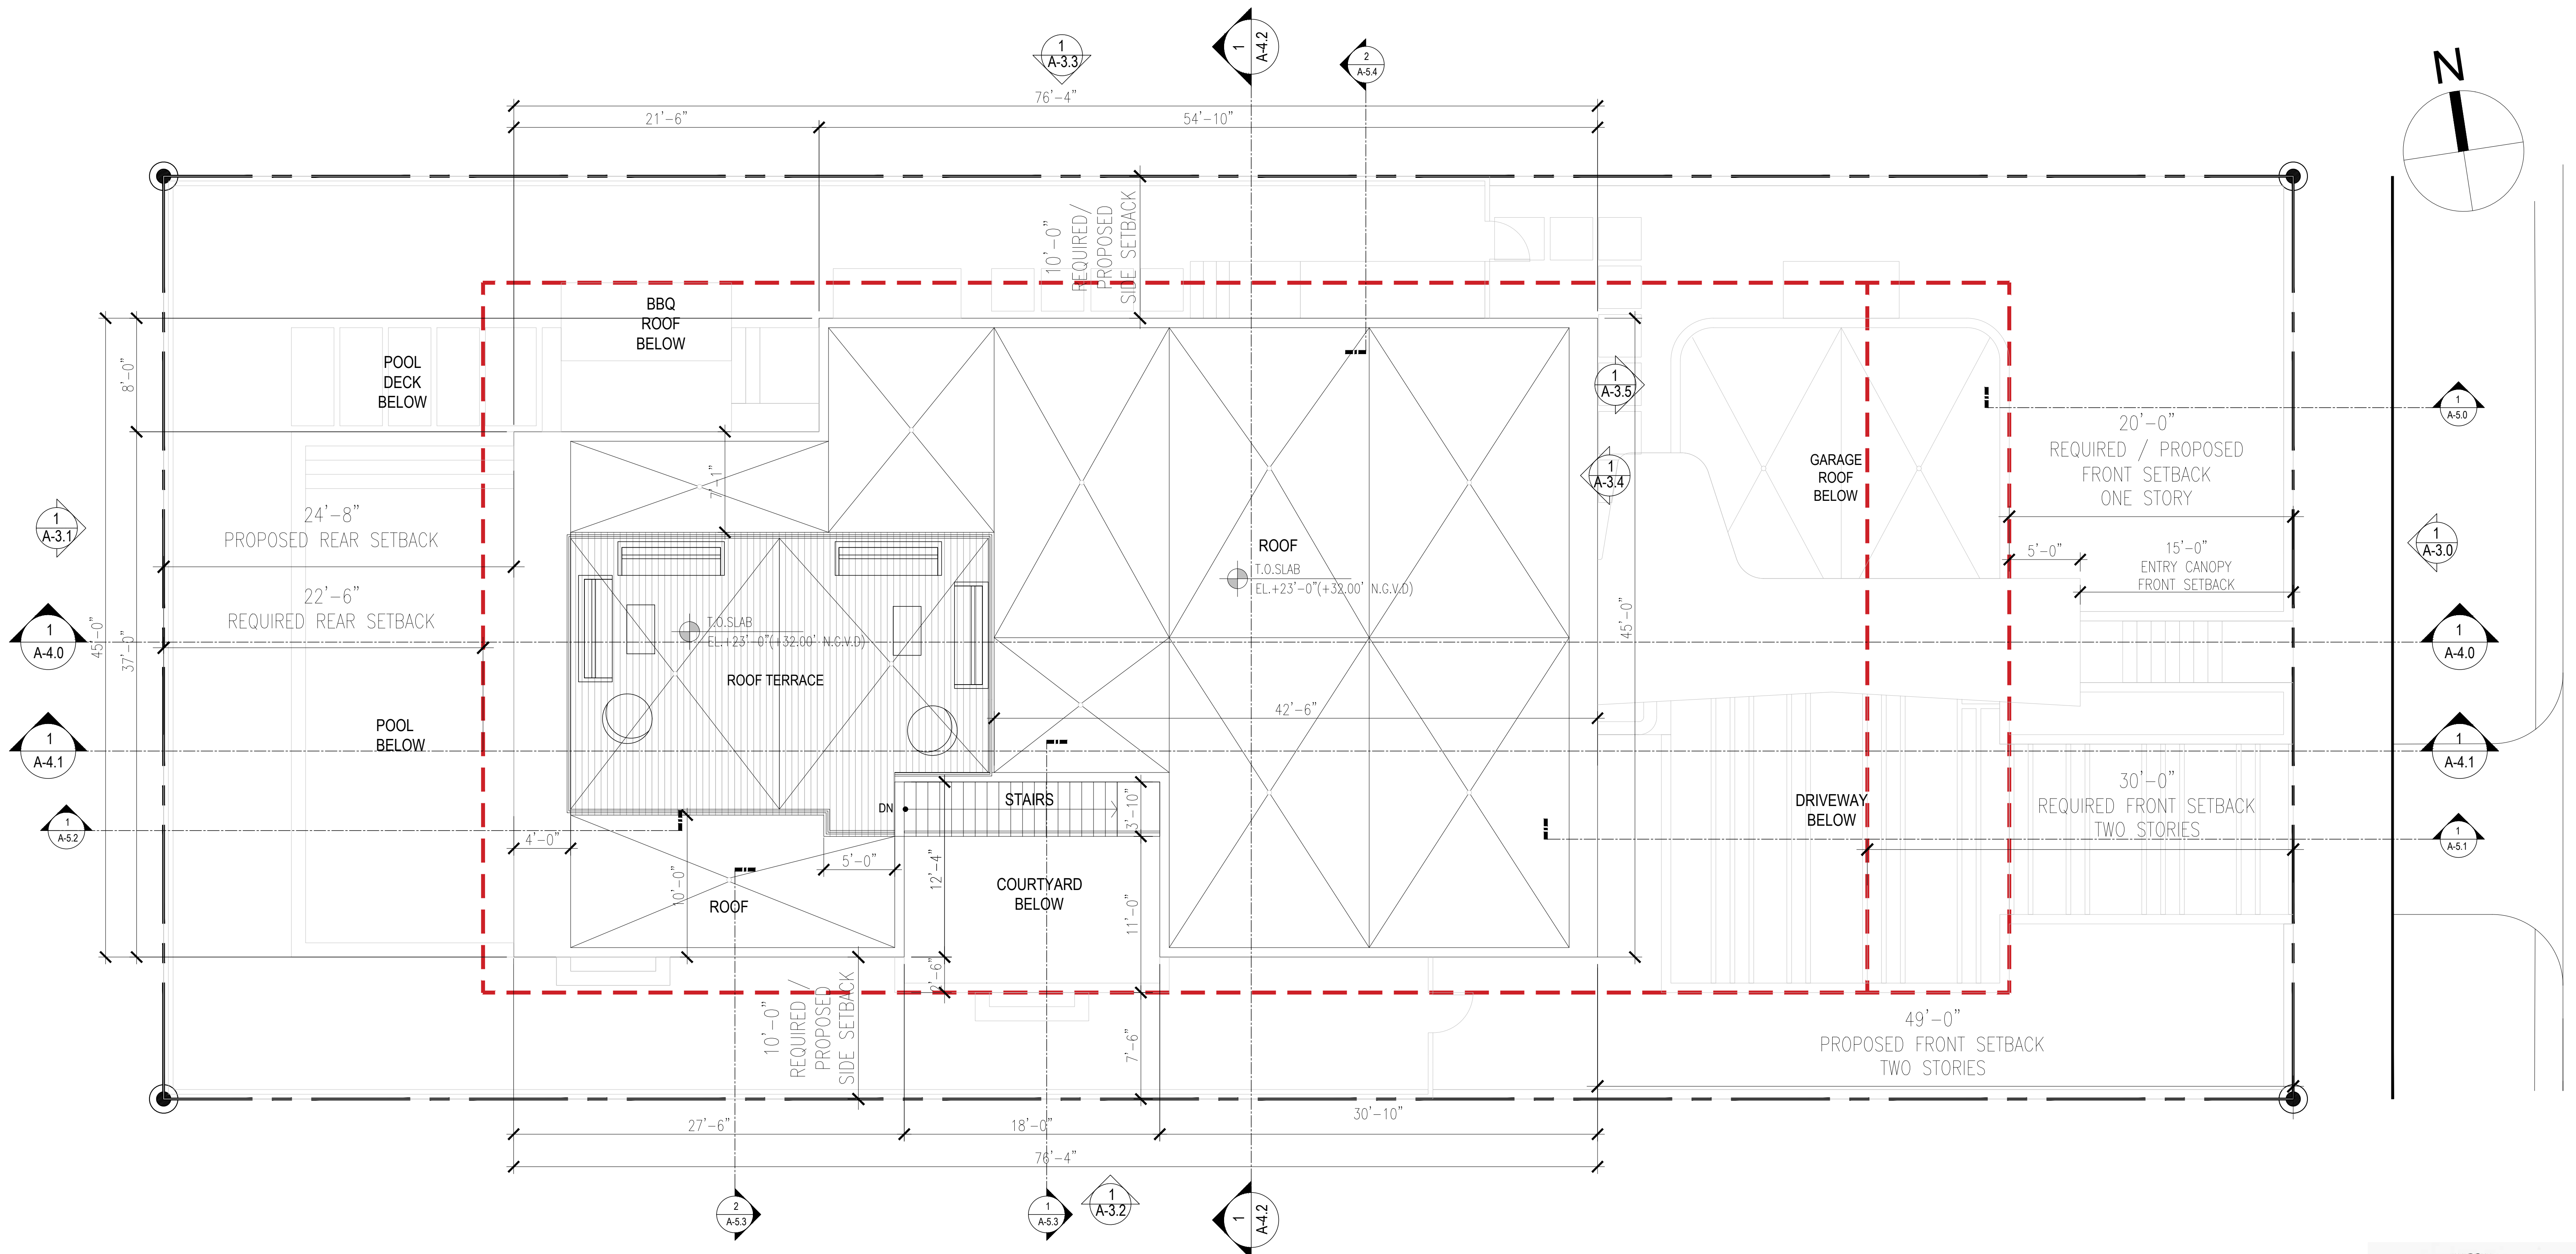 1
A-3.3
1
A-4.2
2
A-5.4
N
76'-4"
21'-6"
54'-10"
10'-0"
REQUIRED/
PROPOSED
SIDE SETBACK
BBQ
ROOF
BELOW
POOL
DECK
BELOW
8'-0"
1
A-3.5
1
A-5.0
20'-0"
REQUIRED / PROPOSED
FRONT SETBACK
ONE STORY
7'-1"
1
A-3.4
GARAGE
ROOF
BELOW
1
A-3.1
24'-8"
PROPOSED REAR SETBACK
ROOF
T.O.SLAB
EL.+23'-0"(+32.00' N.G.V.D)
5'-0"
15'-0"
ENTRY CANOPY
FRONT SETBACK
1
A-3.0
22'-6"
REQUIRED REAR SETBACK
T.O.SLAB
EL.+23'-0"(+32.00' N.G.V.D)
45'-0"
37'-0"
45'-0"
1
A-4.0
1
A-4.0
ROOF TERRACE
42'-6"
POOL
BELOW
1
A-4.1
1
A-4.1
DN
STAIRS
3'-10"
DRIVEWAY
BELOW
30'-0"
REQUIRED FRONT SETBACK
TWO STORIES
1
A-5.2
1
A-5.1
4'-0"
5'-0"
10'-0"
12'-4"
COURTYARD
BELOW
11'-0"
ROOF
2'-6"
10'-0"
REQUIRED /
PROPOSED
SIDE SETBACK
7'-6"
49'-0"
PROPOSED FRONT SETBACK
TWO STORIES
27'-6"
18'-0"
30'-10"
76'-4"
2
A-5.3
1
A-5.3
1
A-3.2
1
A-4.2